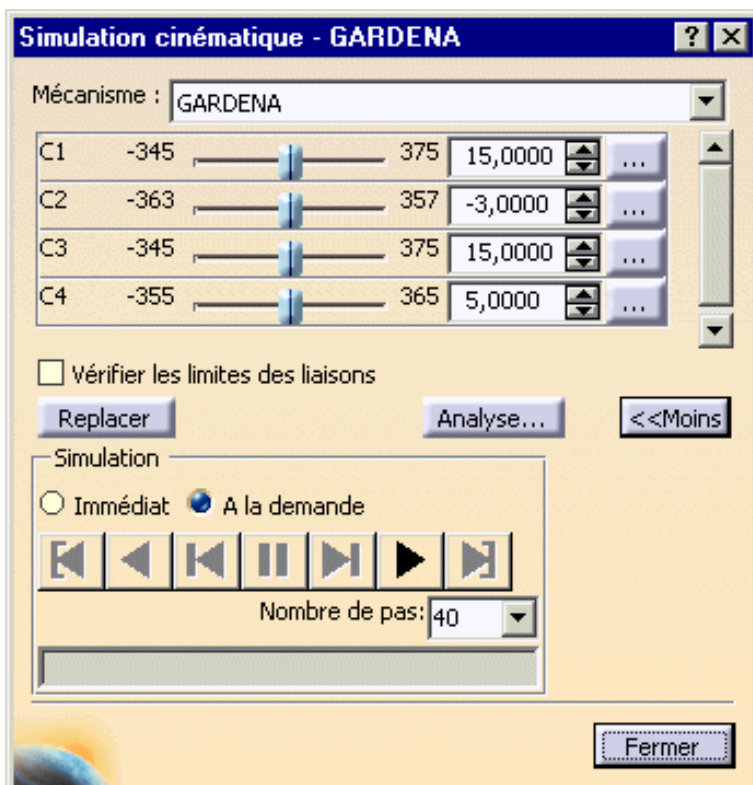 Simulation cinématique - GARDENA ? ×
Mécanisme : GARDENA
C1 -345 375 15,0000 ...
C2 -363 357 -3,0000 ...
C3 -345 375 15,0000 ...
C4 -355 365 5,0000 ...
Vérifier les limites des liaisons
Replacer Analyse... <<Moins
Simulation
Immédiat A la demande
Nombre de pas: 40
Fermer